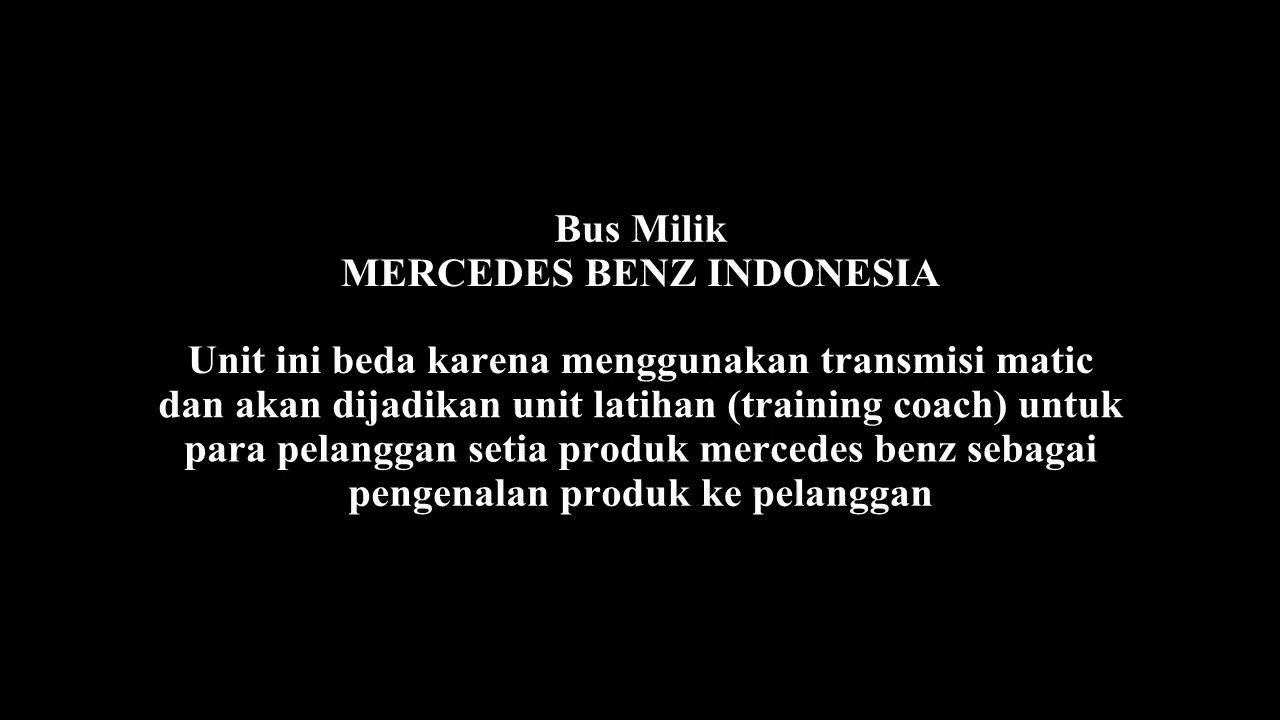 Bus Milik
MERCEDES BENZ INDONESIA
Unit ini beda karena menggunakan transmisi matic
dan akan dijadikan unit latihan (training coach) untuk
para pelanggan setia produk mercedes benz sebagai
pengenalan produk ke pelanggan